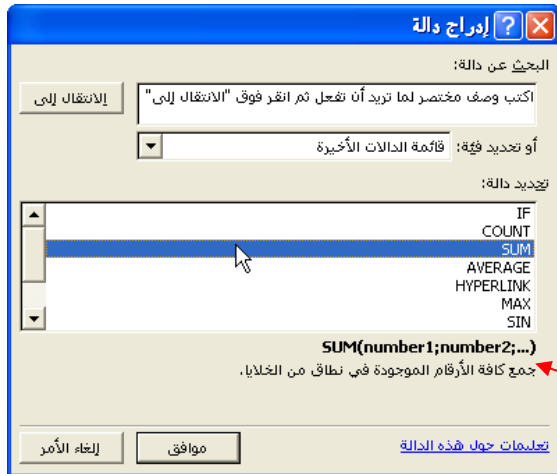 إدراج دالة
البحث عن دالة:
اكتب وصف مختصر لما تريد أن تفعل ثم انقر فوق "الانتقال إلى"
الانتقال إلى
أو تحديد فئة: قائمة الدالات الأخيرة
تحديد دالة:
IF
COUNT
SUM
AVERAGE
HYPERLINK
MAX
SIN
SUM(number1;number2;...)
جمع كافة الأرقام الموجودة في نطاق من الخلايا.
تعليمات حول هذه الدالة
موافق
إلغاء الأمر